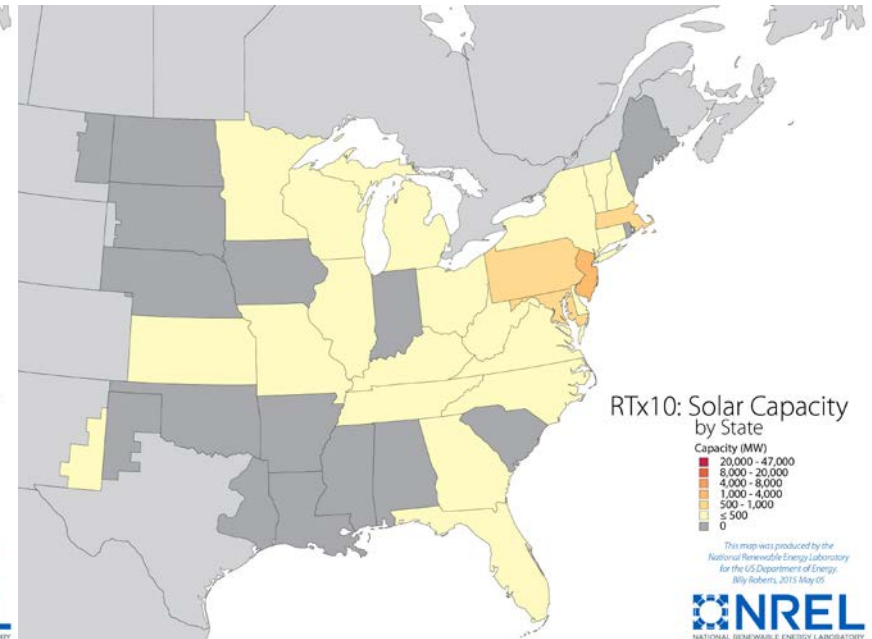 RTx10: Solar Capacity
by State
Capacity (MW)
20,000 - 47,000
8,000 - 20,000
4,000 - 8,000
1,000 - 4,000
500 - 1,000
≤ 500
0
This map was produced by the
National Renewable Energy Laboratory
for the US Department of Energy.
Billy Roberts, 2015 May 05
NREL
NATIONAL RENEWABLE ENERGY LABORATORY